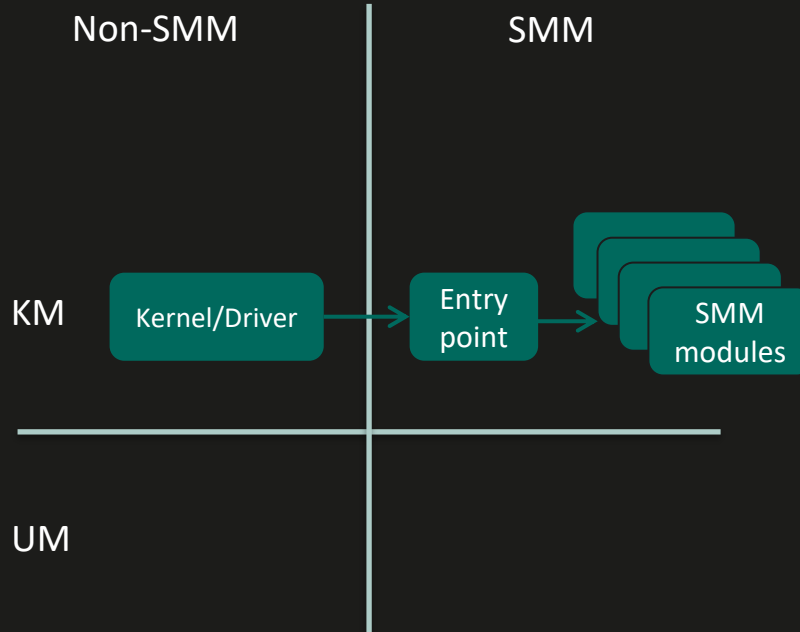 Non-SMM
SMM
KM
Kernel/Driver
Entry
point
SMM
modules
UM